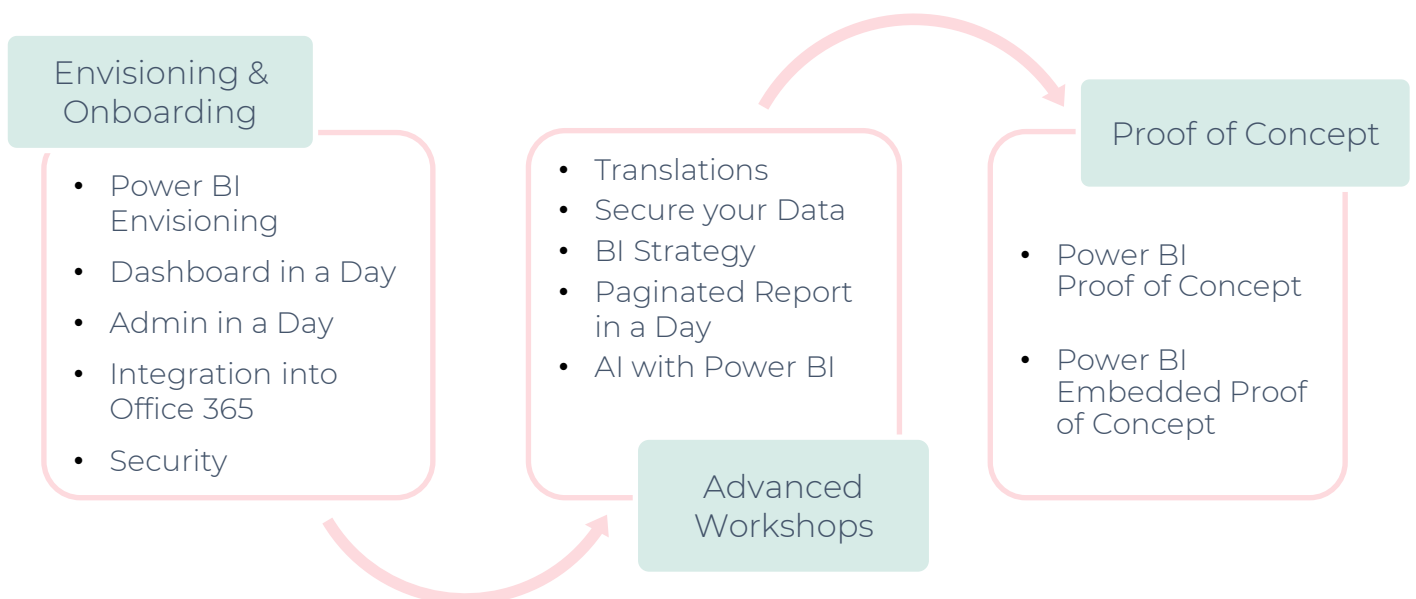 Envisioning &
Onboarding
• Power BI
Envisioning
• Dashboard in a Day
• Admin in a Day
• Integration into
Office 365
• Security
• Translations
• Secure your Data
• BI Strategy
• Paginated Report
in a Day
• AI with Power BI
Advanced
Workshops
Proof of Concept
• Power BI
Proof of Concept
• Power BI
Embedded Proof
of Concept